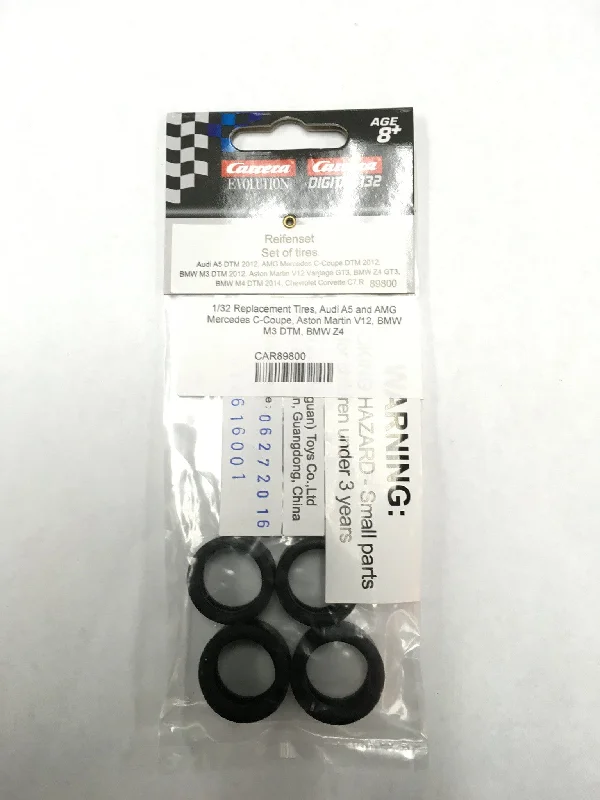 AGE
8+
Carrera
EVOLUTION
Carrera
DIGITAL 132
Reifenset
Set of tires
Audi A5 DTM 2012, AMG Mercedes C-Coupe DTM 2012,
BMW M3 DTM 2012, Aston Martin V12 Vantage GT3, BMW Z4 GT3,
BMW M4 DTM 2014, Chevrolet Corvette C7.R 89800
1/32 Replacement Tires, Audi A5 and AMG
Mercedes C-Coupe, Aston Martin V12, BMW
M3 DTM, BMW Z4
CAR89800
WARNING:
HAZARD - Small parts
ren under 3 years
guan) Toys Co.,Ltd
n, Guangdong, China
06272016
616001